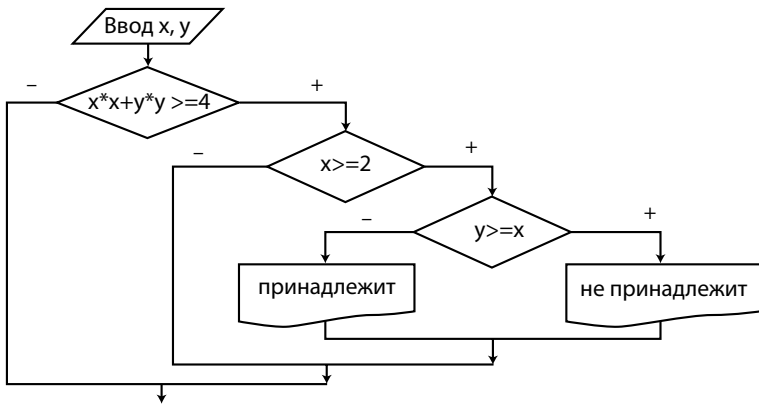 Ввод x, y
–
x*x+y*y >=4
+
–
x>=2
+
–
y>=x
+
принадлежит
не принадлежит